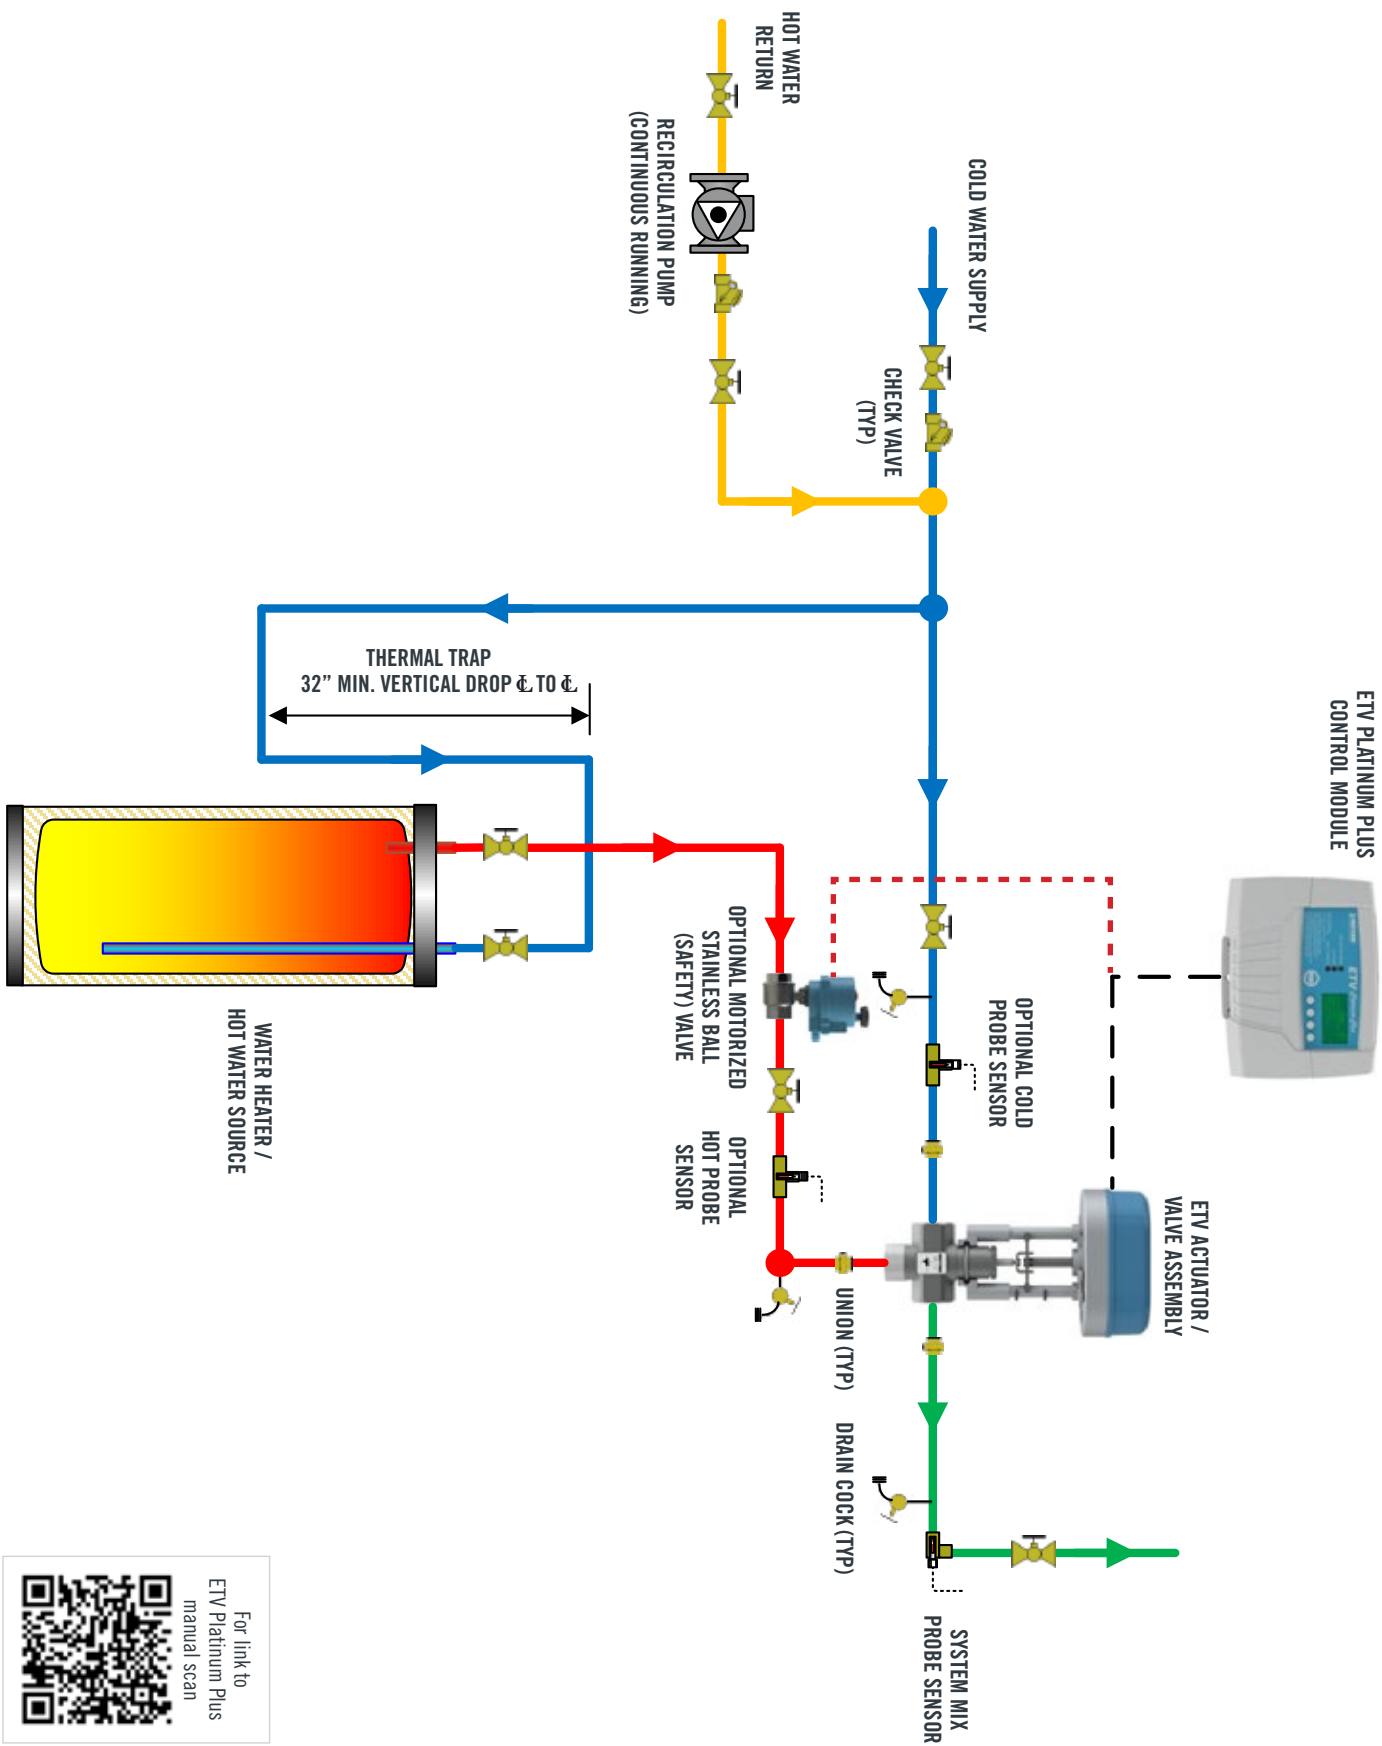 HOT WATER
RETURN
RECIRCULATION PUMP
(CONTINUOUS RUNNING)
COLD WATER SUPPLY
CHECK VALVE
(TYP)
THERMAL TRAP
32” MIN. VERTICAL DROP ℄ TO ℄
ETV PLATINUM PLUS
CONTROL MODULE
OPTIONAL MOTORIZED
STAINLESS BALL
(SAFETY) VALVE
OPTIONAL COLD
PROBE SENSOR
WATER HEATER /
HOT WATER SOURCE
OPTIONAL
HOT PROBE
SENSOR
ETV ACTUATOR /
VALVE ASSEMBLY
UNION (TYP)
DRAIN COCK (TYP)
SYSTEM MIX
PROBE SENSOR
For link to
ETV Platinum Plus
manual scan